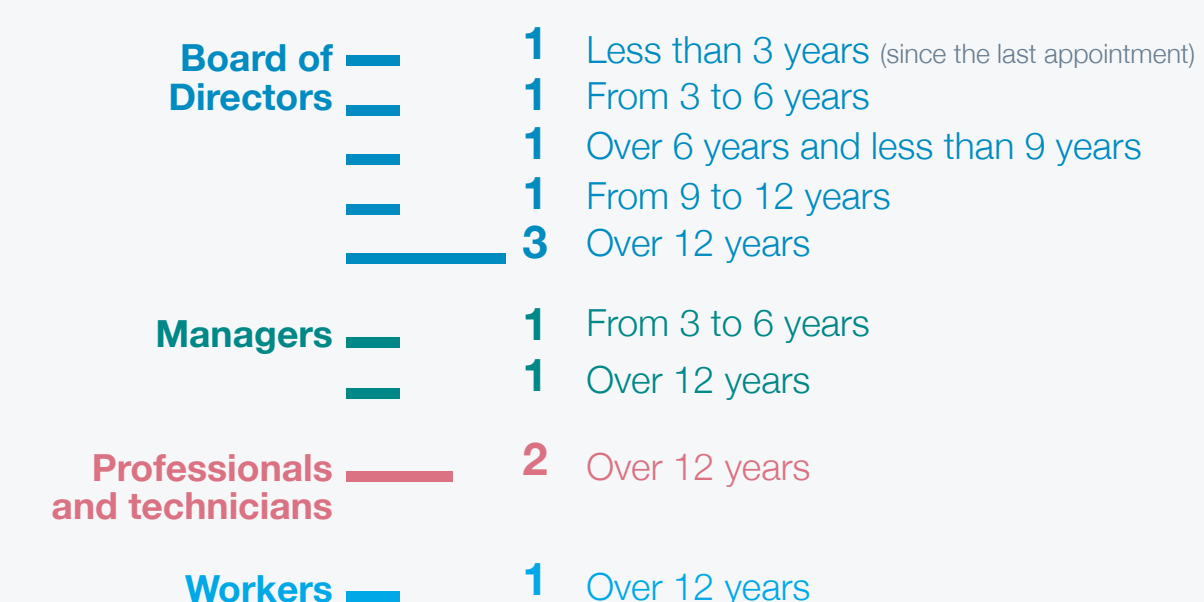 Board of
Directors
1 Less than 3 years (since the last appointment)
1 From 3 to 6 years
1 Over 6 years and less than 9 years
1 From 9 to 12 years
3 Over 12 years
Managers
1 From 3 to 6 years
1 Over 12 years
Professionals
and technicians
2 Over 12 years
Workers
1 Over 12 years